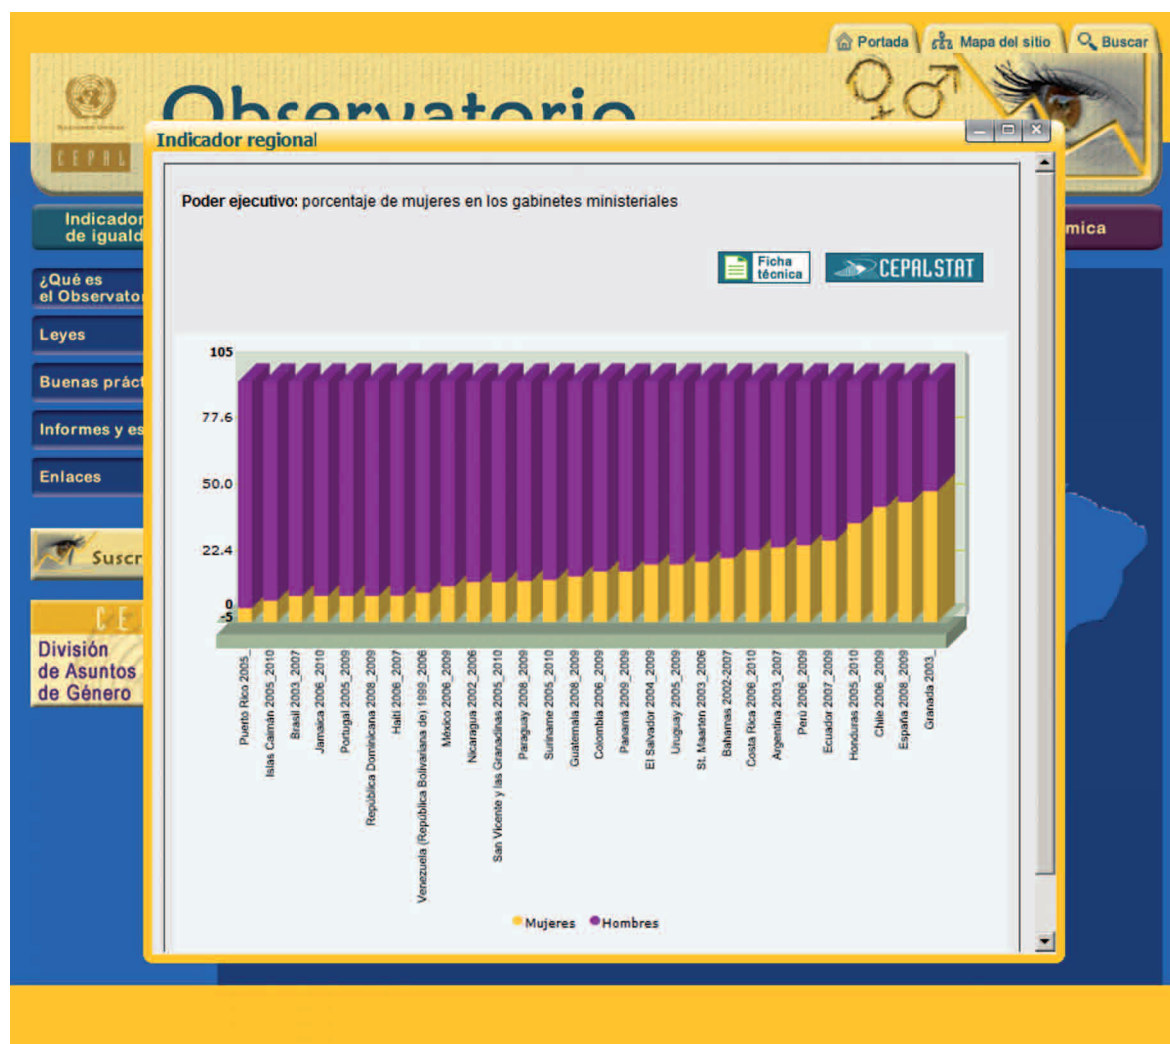 Portada
Mapa del sitio
Buscar
Observatorio
CEPAL
Indicador regional
Indicador
de iguald
mica
Poder ejecutivo: porcentaje de mujeres en los gabinetes ministeriales
Ficha
técnica
CEPALSTAT
¿Qué es
el Observato
Leyes
Buenas práct
Informes y es
Enlaces
Suscr
C E
División
de Asuntos
de Género
105
77.6
50.0
22.4
0
-5
Puerto Rico 2005_
Islas Caimán 2005_2010
Brasil 2003_2007
Jamaica 2006_2010
Portugal 2005_2009
República Dominicana 2008_2009
Haití 2006_2007
Venezuela (República Bolivariana de) 1999_2006
México 2006_2009
Nicaragua 2002_2006
San Vicente y las Granadinas 2005_2010
Paraguay 2008_2009
Suriname 2005_2010
Guatemala 2008_2009
Colombia 2006_2009
Panamá 2009_2009
El Salvador 2004_2009
Uruguay 2005_2009
St. Maarten 2003_2006
Bahamas 2002-2007
Costa Rica 2006_2010
Argentina 2003_2007
Perú 2006_2009
Ecuador 2007_2009
Honduras 2005_2010
Chile 2006_2009
España 2008_2009
Granada 2003_
Mujeres
Hombres